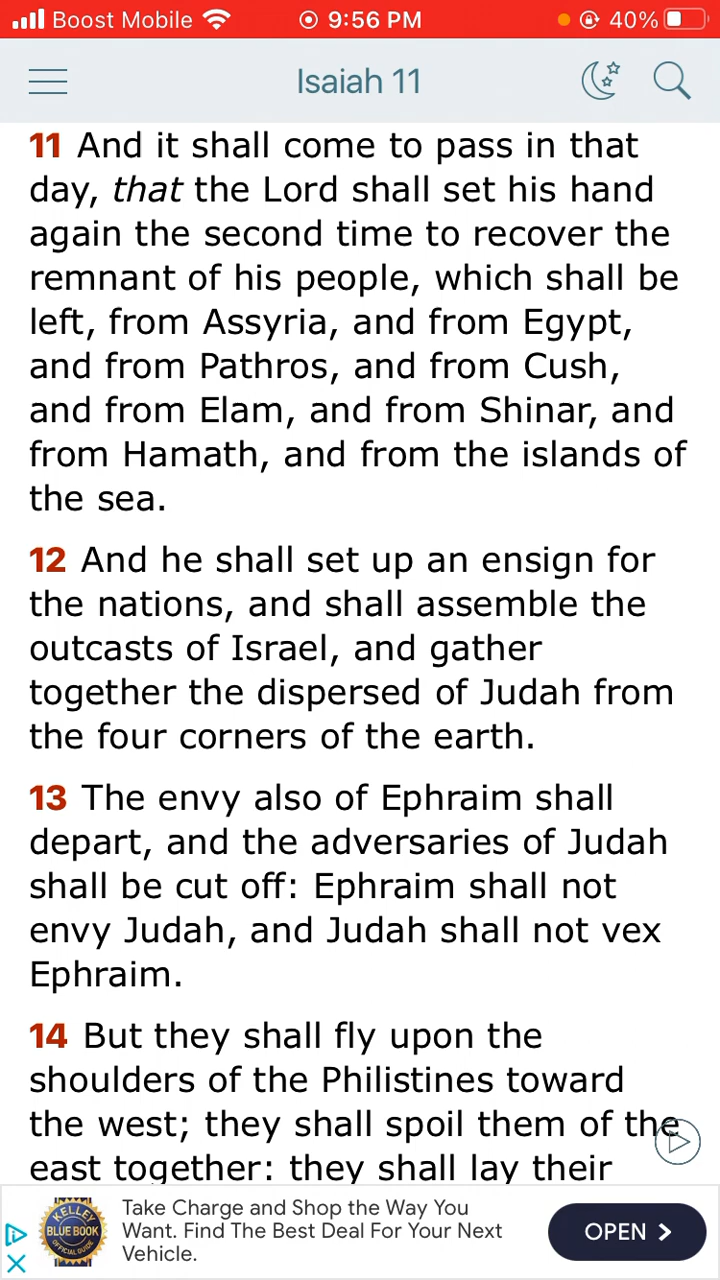 Boost Mobile 9:56 PM 40%
Isaiah 11
11 And it shall come to pass in that
day, that the Lord shall set his hand
again the second time to recover the
remnant of his people, which shall be
left, from Assyria, and from Egypt,
and from Pathros, and from Cush,
and from Elam, and from Shinar, and
from Hamath, and from the islands of
the sea.
12 And he shall set up an ensign for
the nations, and shall assemble the
outcasts of Israel, and gather
together the dispersed of Judah from
the four corners of the earth.
13 The envy also of Ephraim shall
depart, and the adversaries of Judah
shall be cut off: Ephraim shall not
envy Judah, and Judah shall not vex
Ephraim.
14 But they shall fly upon the
shoulders of the Philistines toward
the west; they shall spoil them of the
east together: they shall lay their
KELLEY
BLUE BOOK
OFFICIAL GUIDE
Take Charge and Shop the Way You
Want. Find The Best Deal For Your Next
Vehicle.
OPEN